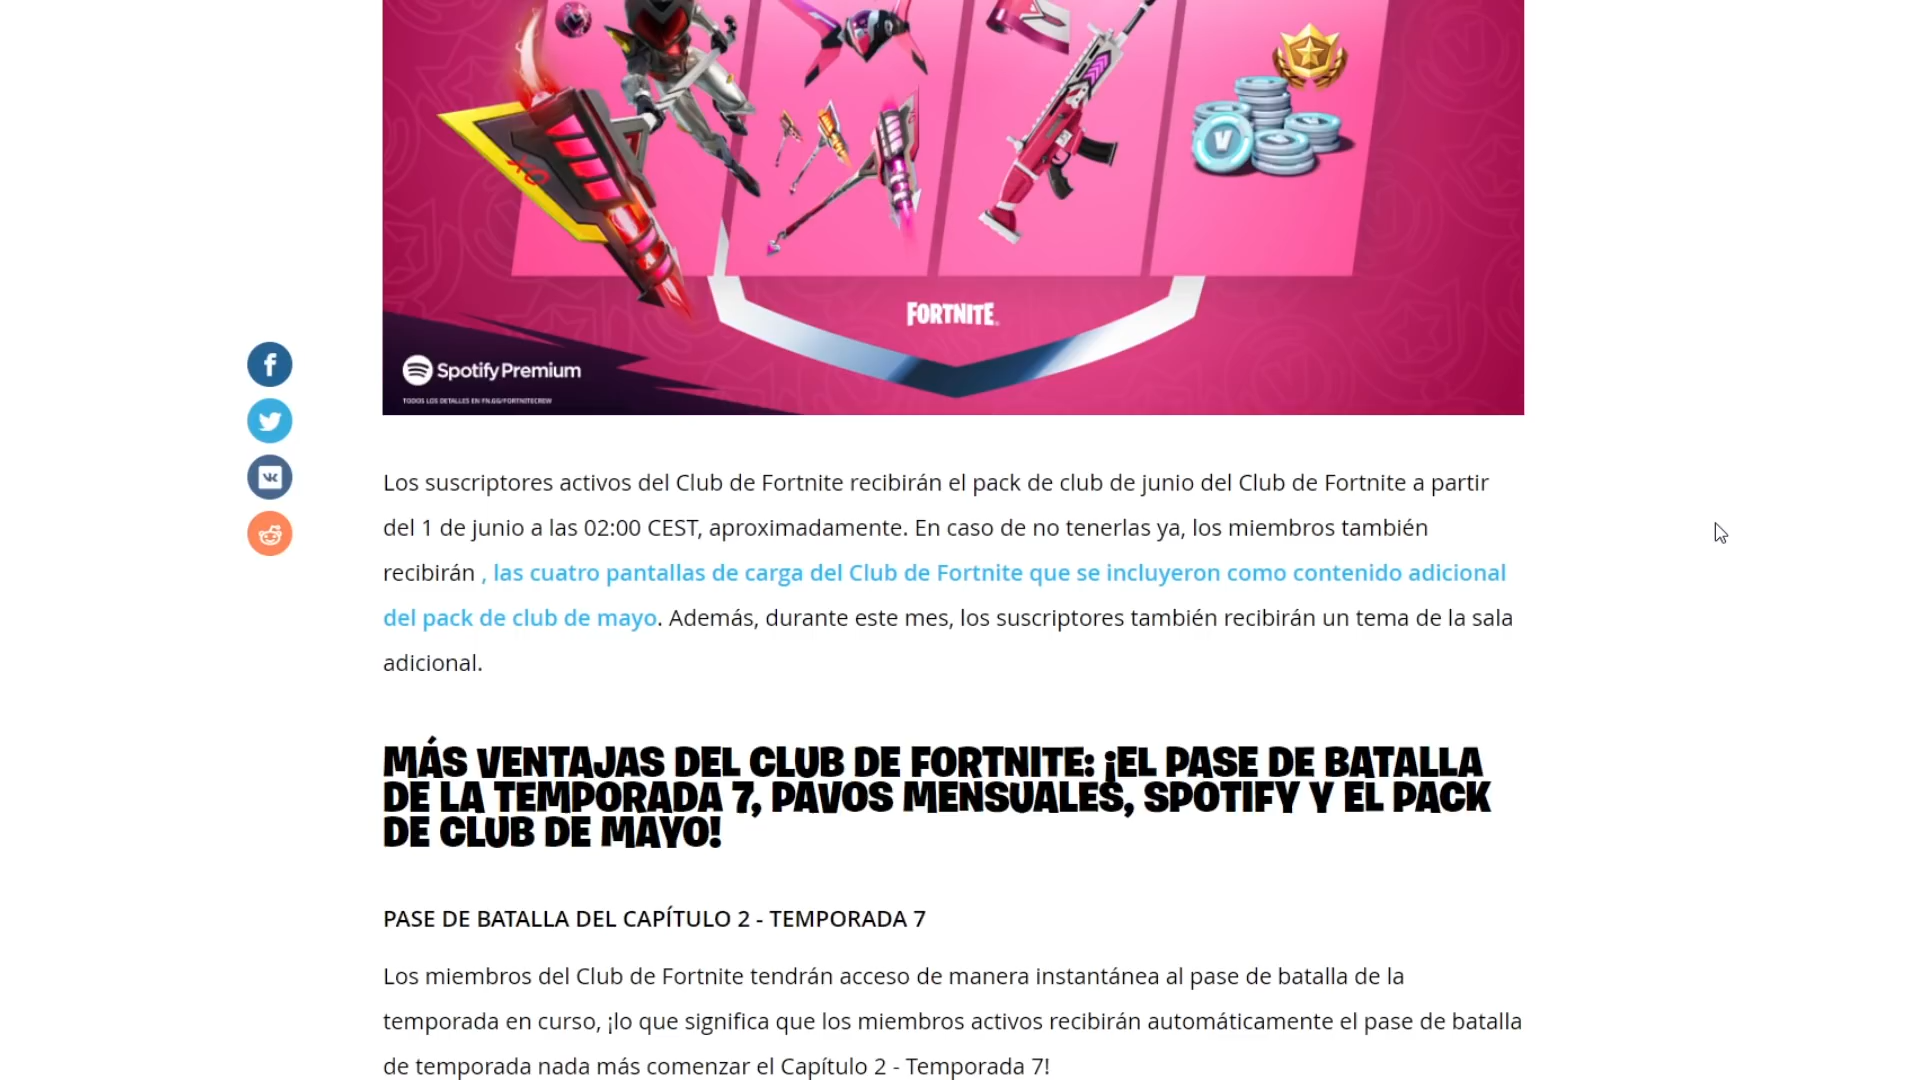 FORTNITE
Spotify Premium
TODOS LOS DETALLES EN FN.GG/FORTNITECREW
Los suscriptores activos del Club de Fortnite recibirán el pack de club de junio del Club de Fortnite a partir
del 1 de junio a las 02:00 CEST, aproximadamente. En caso de no tenerlas ya, los miembros también
recibirán , las cuatro pantallas de carga del Club de Fortnite que se incluyeron como contenido adicional
del pack de club de mayo. Además, durante este mes, los suscriptores también recibirán un tema de la sala
adicional.
MÁS VENTAJAS DEL CLUB DE FORTNITE: ¡EL PASE DE BATALLA
DE LA TEMPORADA 7, PAVOS MENSUALES, SPOTIFY Y EL PACK
DE CLUB DE MAYO!
PASE DE BATALLA DEL CAPÍTULO 2 - TEMPORADA 7
Los miembros del Club de Fortnite tendrán acceso de manera instantánea al pase de batalla de la
temporada en curso, ¡lo que significa que los miembros activos recibirán automáticamente el pase de batalla
de temporada nada más comenzar el Capítulo 2 - Temporada 7!